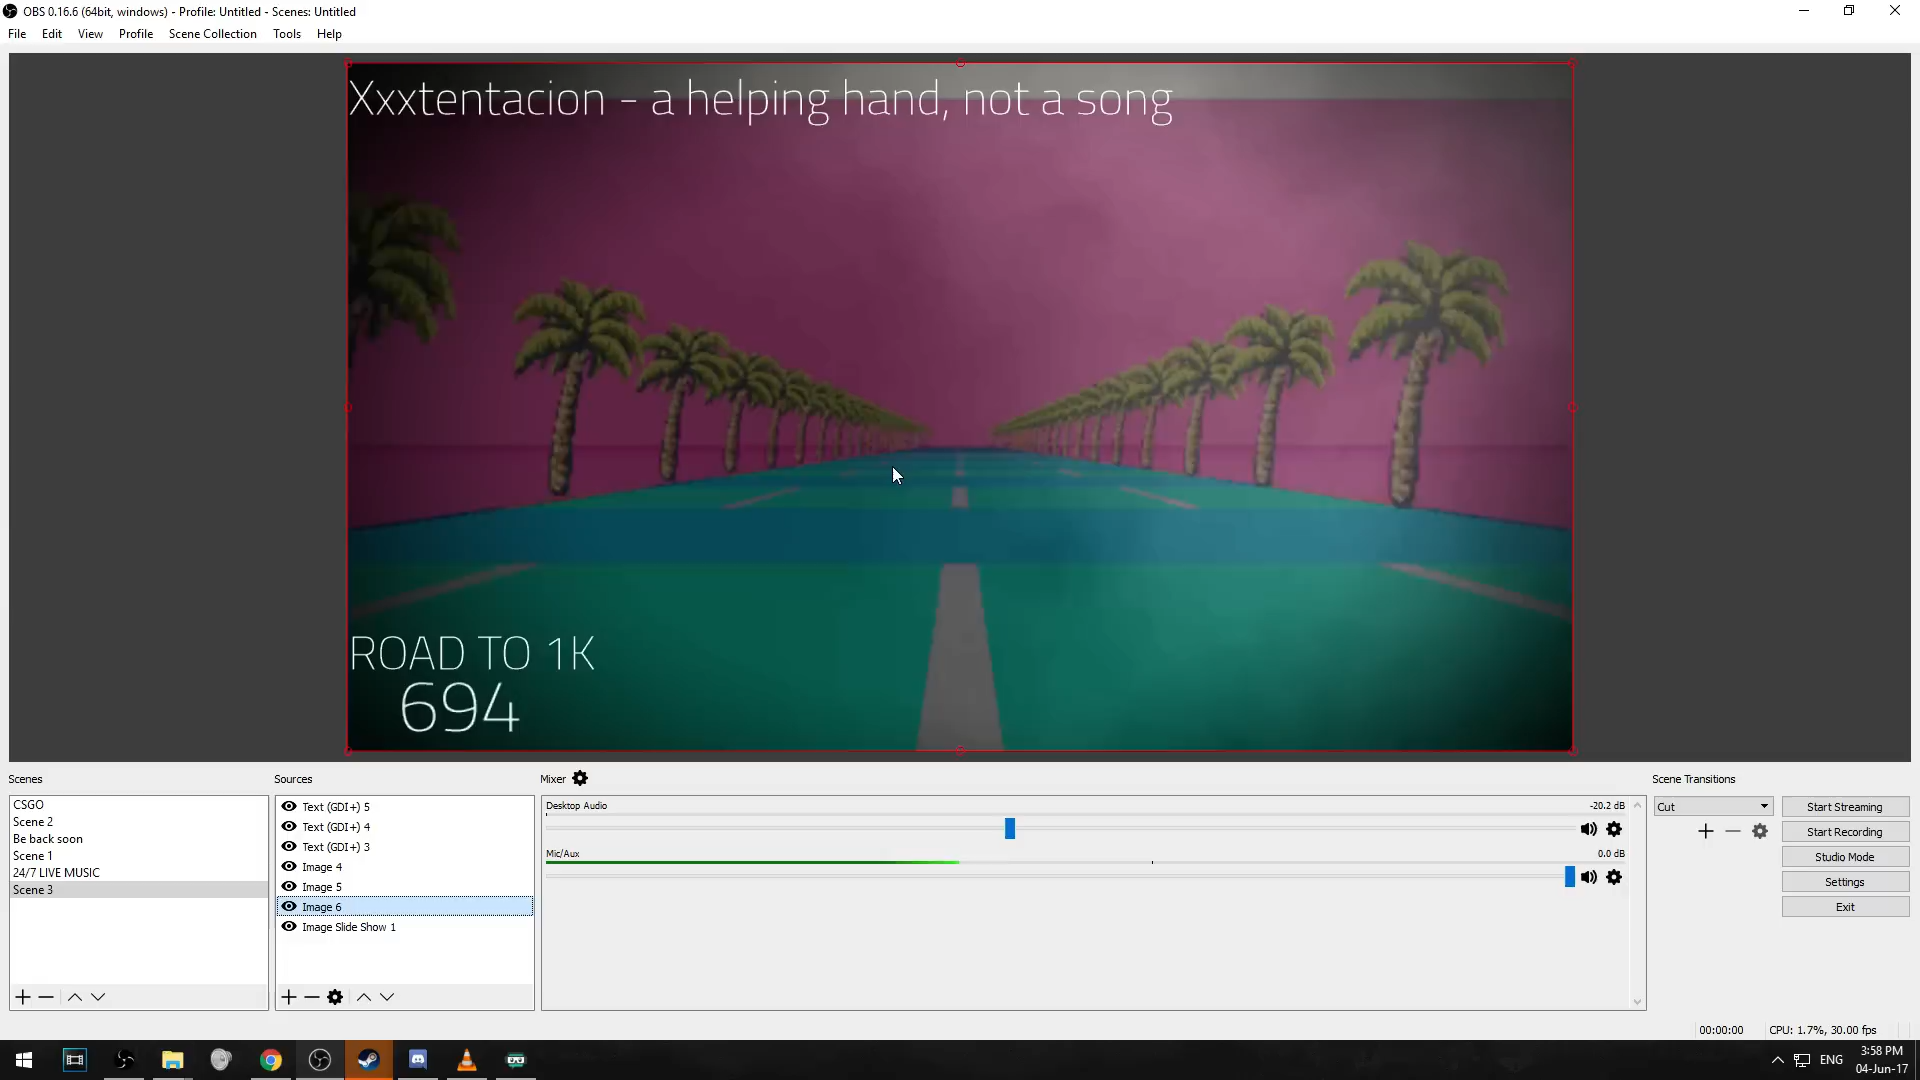 OBS 0.16.6 (64bit, windows) - Profile: Untitled - Scenes: Untitled
File Edit View Profile Scene Collection Tools Help
Xxxtentacion - a helping hand, not a song
ROAD TO 1K
694
Scenes
CSGO
Scene 2
Be back soon
Scene 1
24/7 LIVE MUSIC
Scene 3
Sources
Text (GDI+) 5
Text (GDI+) 4
Text (GDI+) 3
Image 4
Image 5
Image 6
Image Slide Show 1
Mixer
Desktop Audio -20.2 dB
Mic/Aux 0.0 dB
Scene Transitions
Cut
Start Streaming
Start Recording
Studio Mode
Settings
Exit
00:00:00 CPU: 1.7%, 30.00 fps
ENG
3:58 PM
04-Jun-17